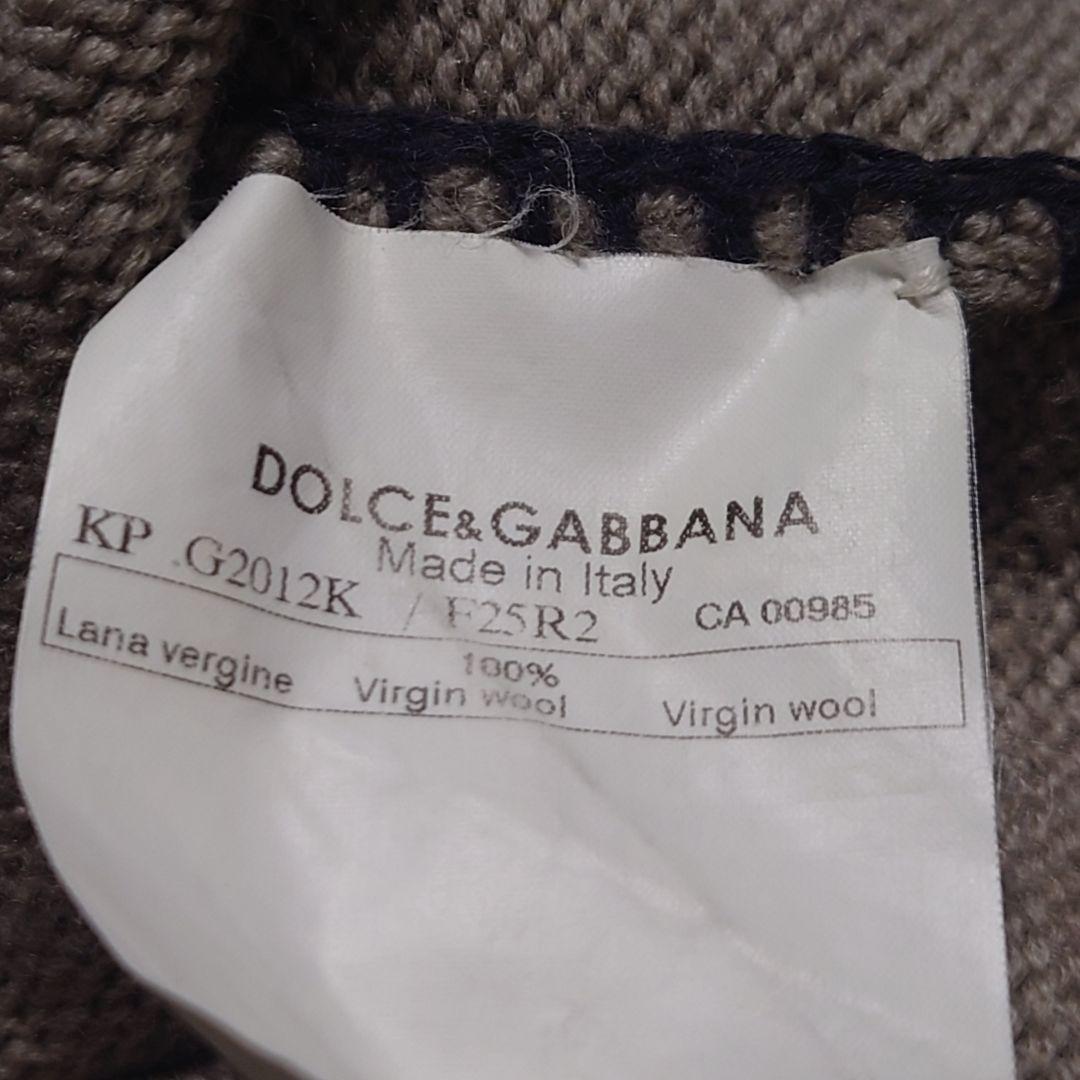 DOLCE&GABBANA
Made in Italy
KP .G2012K / F25R2 CA 00985
100%
Lana vergine Virgin wool Virgin wool